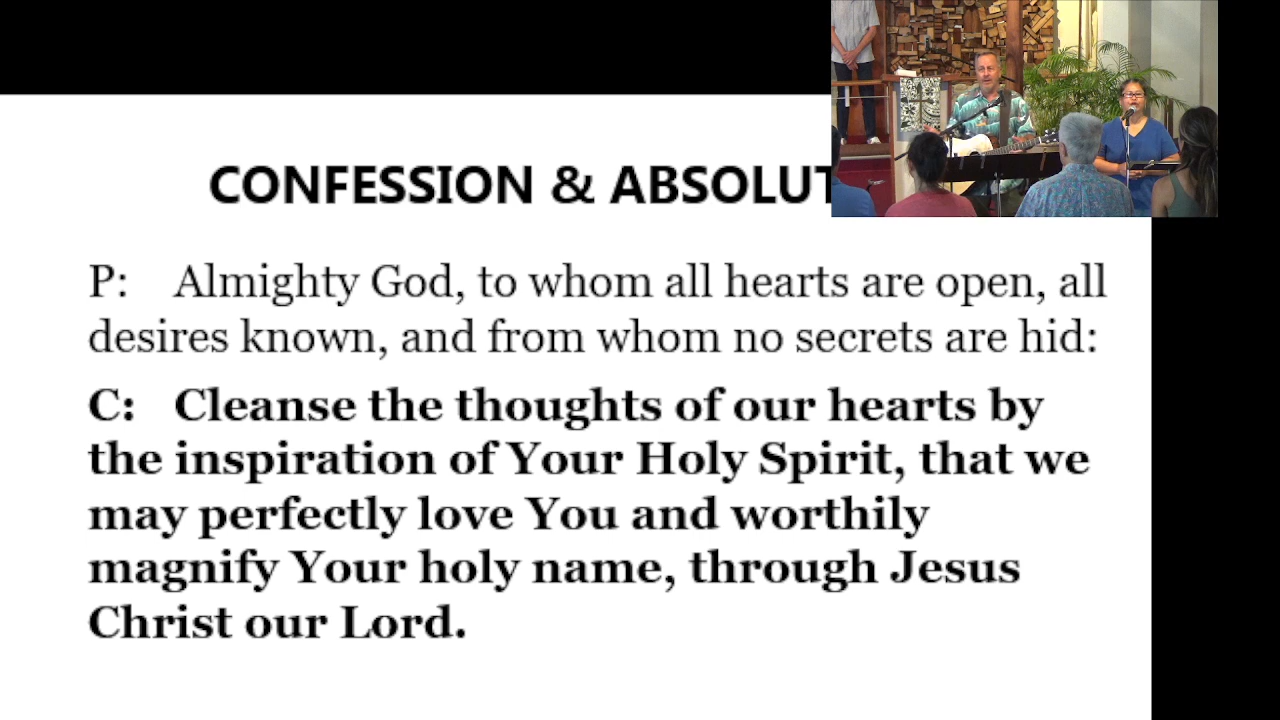 CONFESSION & ABSOLUT
P: Almighty God, to whom all hearts are open, all
desires known, and from whom no secrets are hid:
C: Cleanse the thoughts of our hearts by
the inspiration of Your Holy Spirit, that we
may perfectly love You and worthily
magnify Your holy name, through Jesus
Christ our Lord.